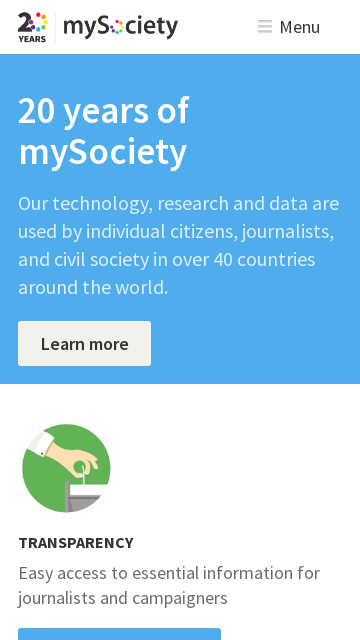 20 YEARS
mySociety
Menu
20 years of
mySociety
Our technology, research and data are
used by individual citizens, journalists,
and civil society in over 40 countries
around the world.
Learn more
TRANSPARENCY
Easy access to essential information for
journalists and campaigners